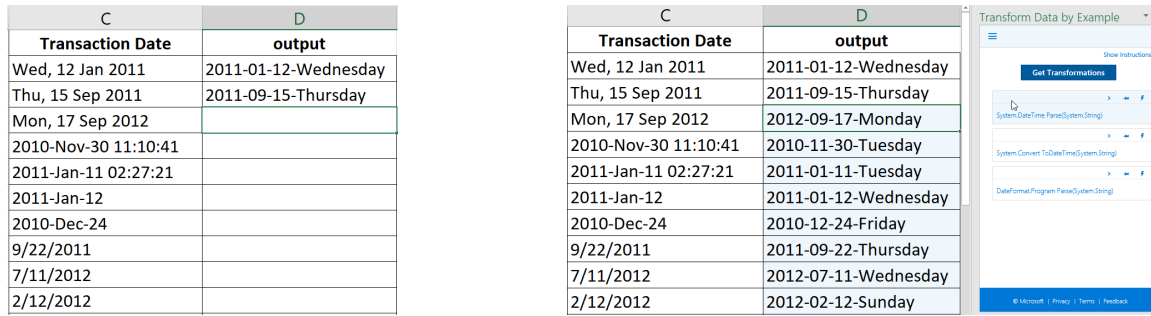 C D
Transaction Date output
Wed, 12 Jan 2011 2011-01-12-Wednesday
Thu, 15 Sep 2011 2011-09-15-Thursday
Mon, 17 Sep 2012
2010-Nov-30 11:10:41
2011-Jan-11 02:27:21
2011-Jan-12
2010-Dec-24
9/22/2011
7/11/2012
2/12/2012
C D
Transaction Date output
Wed, 12 Jan 2011 2011-01-12-Wednesday
Thu, 15 Sep 2011 2011-09-15-Thursday
Mon, 17 Sep 2012 2012-09-17-Monday
2010-Nov-30 11:10:41 2010-11-30-Tuesday
2011-Jan-11 02:27:21 2011-01-11-Tuesday
2011-Jan-12 2011-01-12-Wednesday
2010-Dec-24 2010-12-24-Friday
9/22/2011 2011-09-22-Thursday
7/11/2012 2012-07-11-Wednesday
2/12/2012 2012-02-12-Sunday
Transform Data by Example
Show Instructions
Get Transformations
System.DateTime Parse(System.String)
System.Convert ToDateTime(System.String)
DateFormat.Program Parse(System.String)
© Microsoft | Privacy | Terms | Feedback